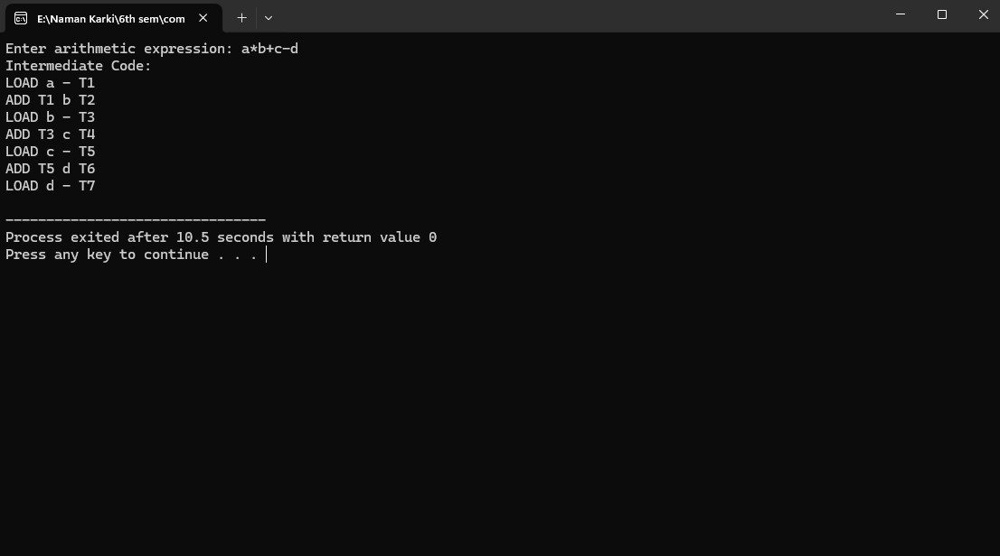 E:\Naman Karki\6th sem\com
Enter arithmetic expression: a*b+c-d
Intermediate Code:
LOAD a - T1
ADD T1 b T2
LOAD b - T3
ADD T3 c T4
LOAD c - T5
ADD T5 d T6
LOAD d - T7
--------------------------------
Process exited after 10.5 seconds with return value 0
Press any key to continue . . .